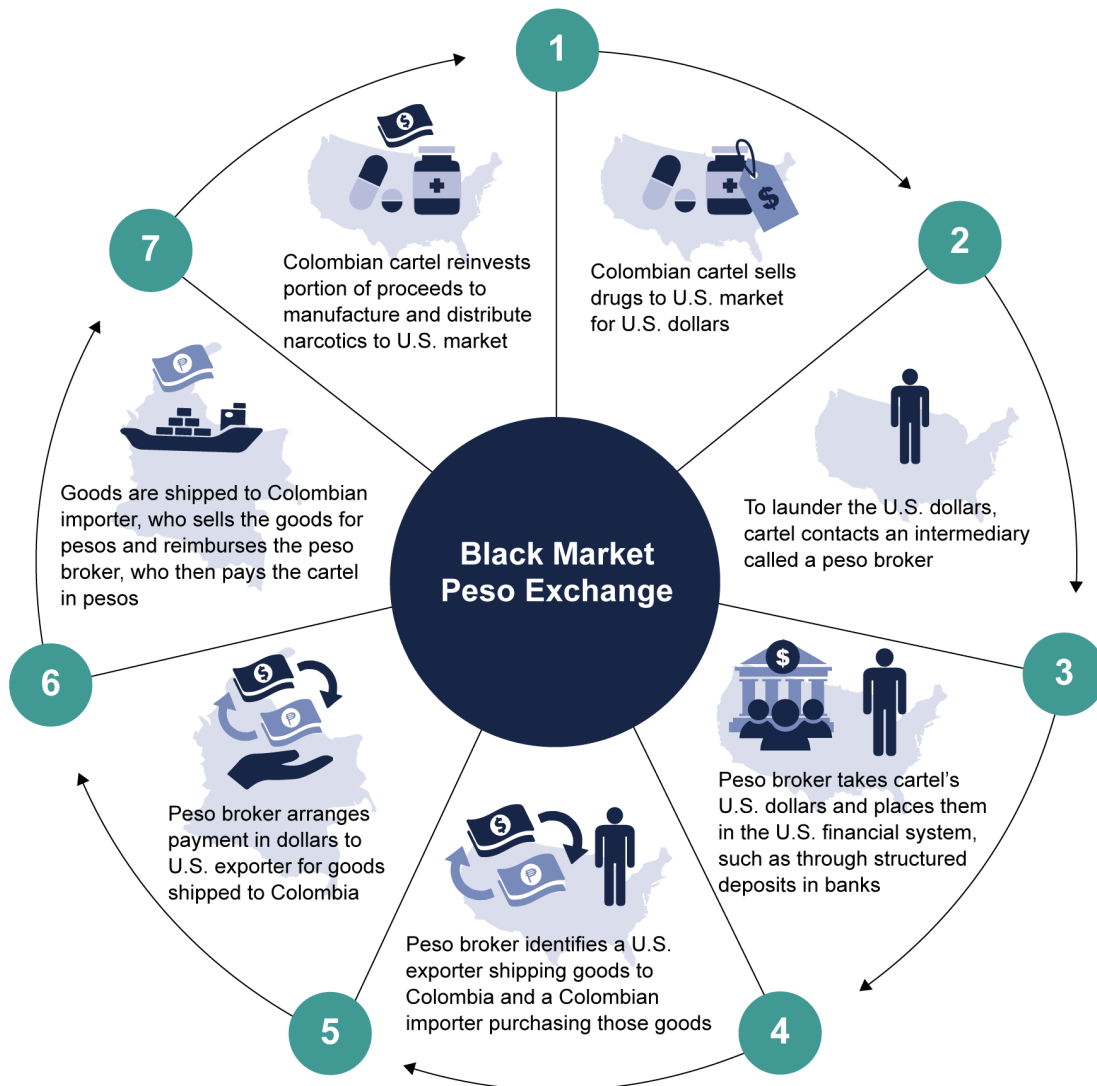 1
Colombian cartel sells
drugs to U.S. market
for U.S. dollars
$
2
To launder the U.S. dollars,
cartel contacts an intermediary
called a peso broker
3
$
Peso broker takes cartel’s
U.S. dollars and places them
in the U.S. financial system,
such as through structured
deposits in banks
4
$
₱
Peso broker identifies a U.S.
exporter shipping goods to
Colombia and a Colombian
importer purchasing those goods
5
$
₱
Peso broker arranges
payment in dollars to
U.S. exporter for goods
shipped to Colombia
6
₱
Goods are shipped to Colombian
importer, who sells the goods for
pesos and reimburses the peso
broker, who then pays the cartel
in pesos
7
$
Colombian cartel reinvests
portion of proceeds to
manufacture and distribute
narcotics to U.S. market
Black Market
Peso Exchange